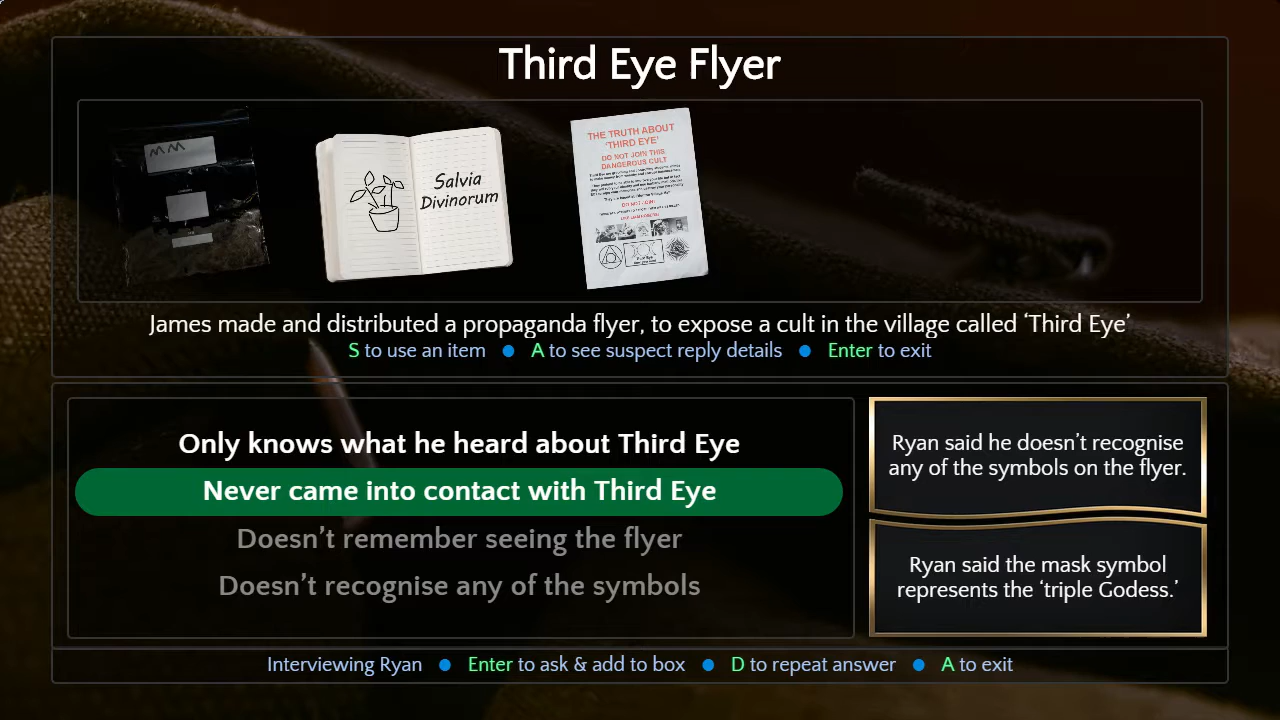 Third Eye Flyer
MM
Salvia
Divinorum
THE TRUTH ABOUT
'THIRD EYE'
DO NOT JOIN THIS
DANGEROUS CULT
James made and distributed a propaganda flyer, to expose a cult in the village called ‘Third Eye’
S to use an item ● A to see suspect reply details ● Enter to exit
Only knows what he heard about Third Eye
Never came into contact with Third Eye
Doesn’t remember seeing the flyer
Doesn’t recognise any of the symbols
Ryan said he doesn’t recognise
any of the symbols on the flyer.
Ryan said the mask symbol
represents the ‘triple Godess.’
Interviewing Ryan ● Enter to ask & add to box ● D to repeat answer ● A to exit